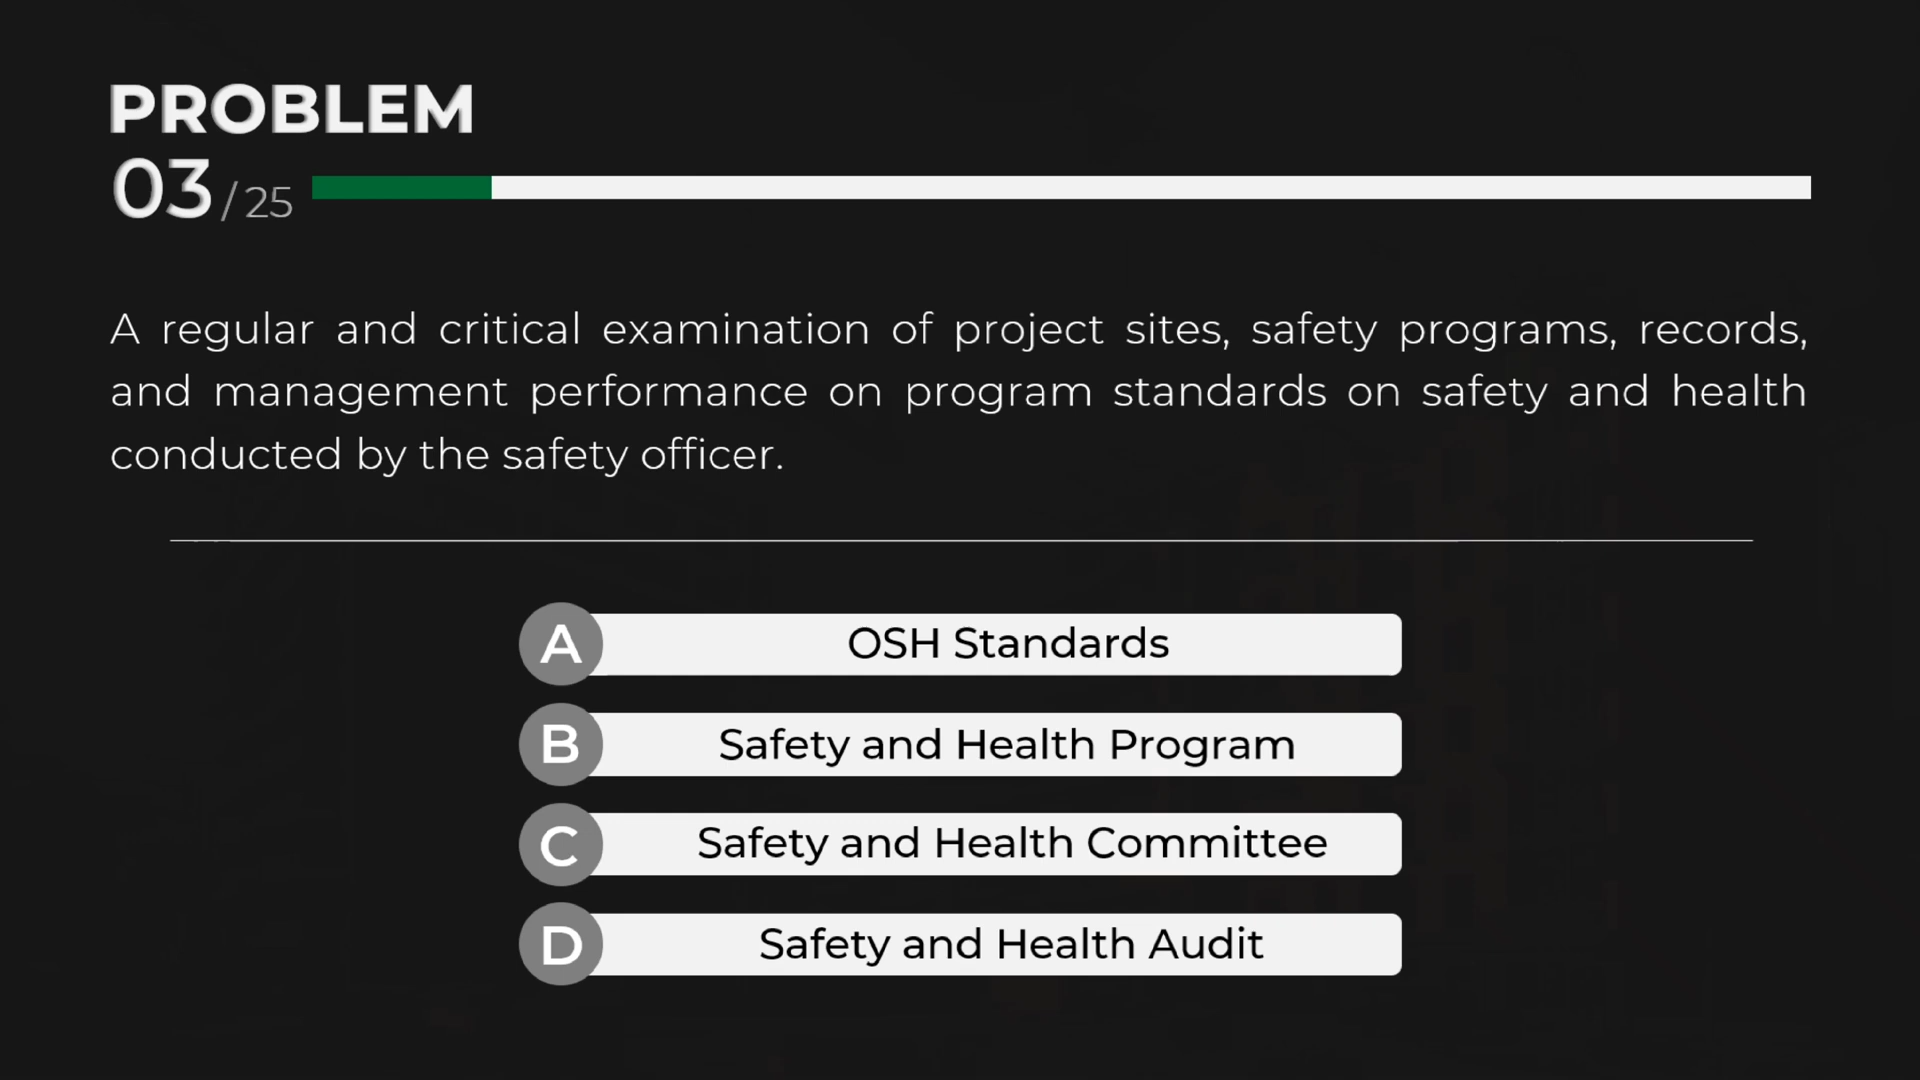 PROBLEM
03/25
A regular and critical examination of project sites, safety programs, records,
and management performance on program standards on safety and health
conducted by the safety officer.
A OSH Standards
B Safety and Health Program
C Safety and Health Committee
D Safety and Health Audit